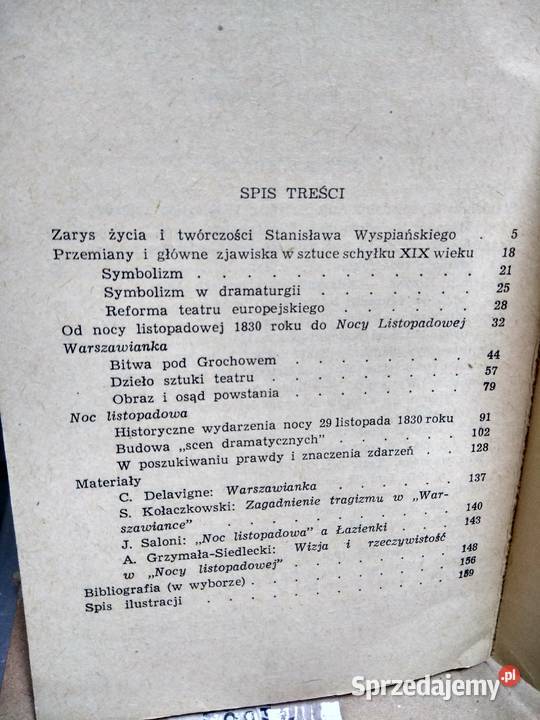 SPIS TREŚCI
Zarys życia i twórczości Stanisława Wyspiańskiego . 5
Przemiany i główne zjawiska w sztuce schyłku XIX wieku 18
Symbolizm . . . . . . . . . . 21
Symbolizm w dramaturgii . . . . . . 25
Reforma teatru europejskiego . . . . . 28
Od nocy listopadowej 1830 roku do Nocy Listopadowej 32
Warszawianka
Bitwa pod Grochowem . . . . . . . 44
Dzieło sztuki teatru . . . . . . . . 57
Obraz i osąd powstania . . . . . . . 79
Noc listopadowa
Historyczne wydarzenia nocy 29 listopada 1830 roku 91
Budowa „scen dramatycznych” . . . . . 102
W poszukiwaniu prawdy i znaczenia zdarzeń . . 128
Materiały
C. Delavigne: Warszawianka . . . . . . 137
S. Kołaczkowski: Zagadnienie tragizmu w „War-
szawiance” . . . . . . . . . . 140
J. Saloni: „Noc listopadowa” a Łazienki . . . 143
A. Grzymała-Siedlecki: Wizja i rzeczywistość
w „Nocy listopadowej” . . . . . . . 148
Bibliografia (w wyborze) . . . . . . . . 156
Spis ilustracji . . . . . . . . . . 159
Sprzedajemy.pl